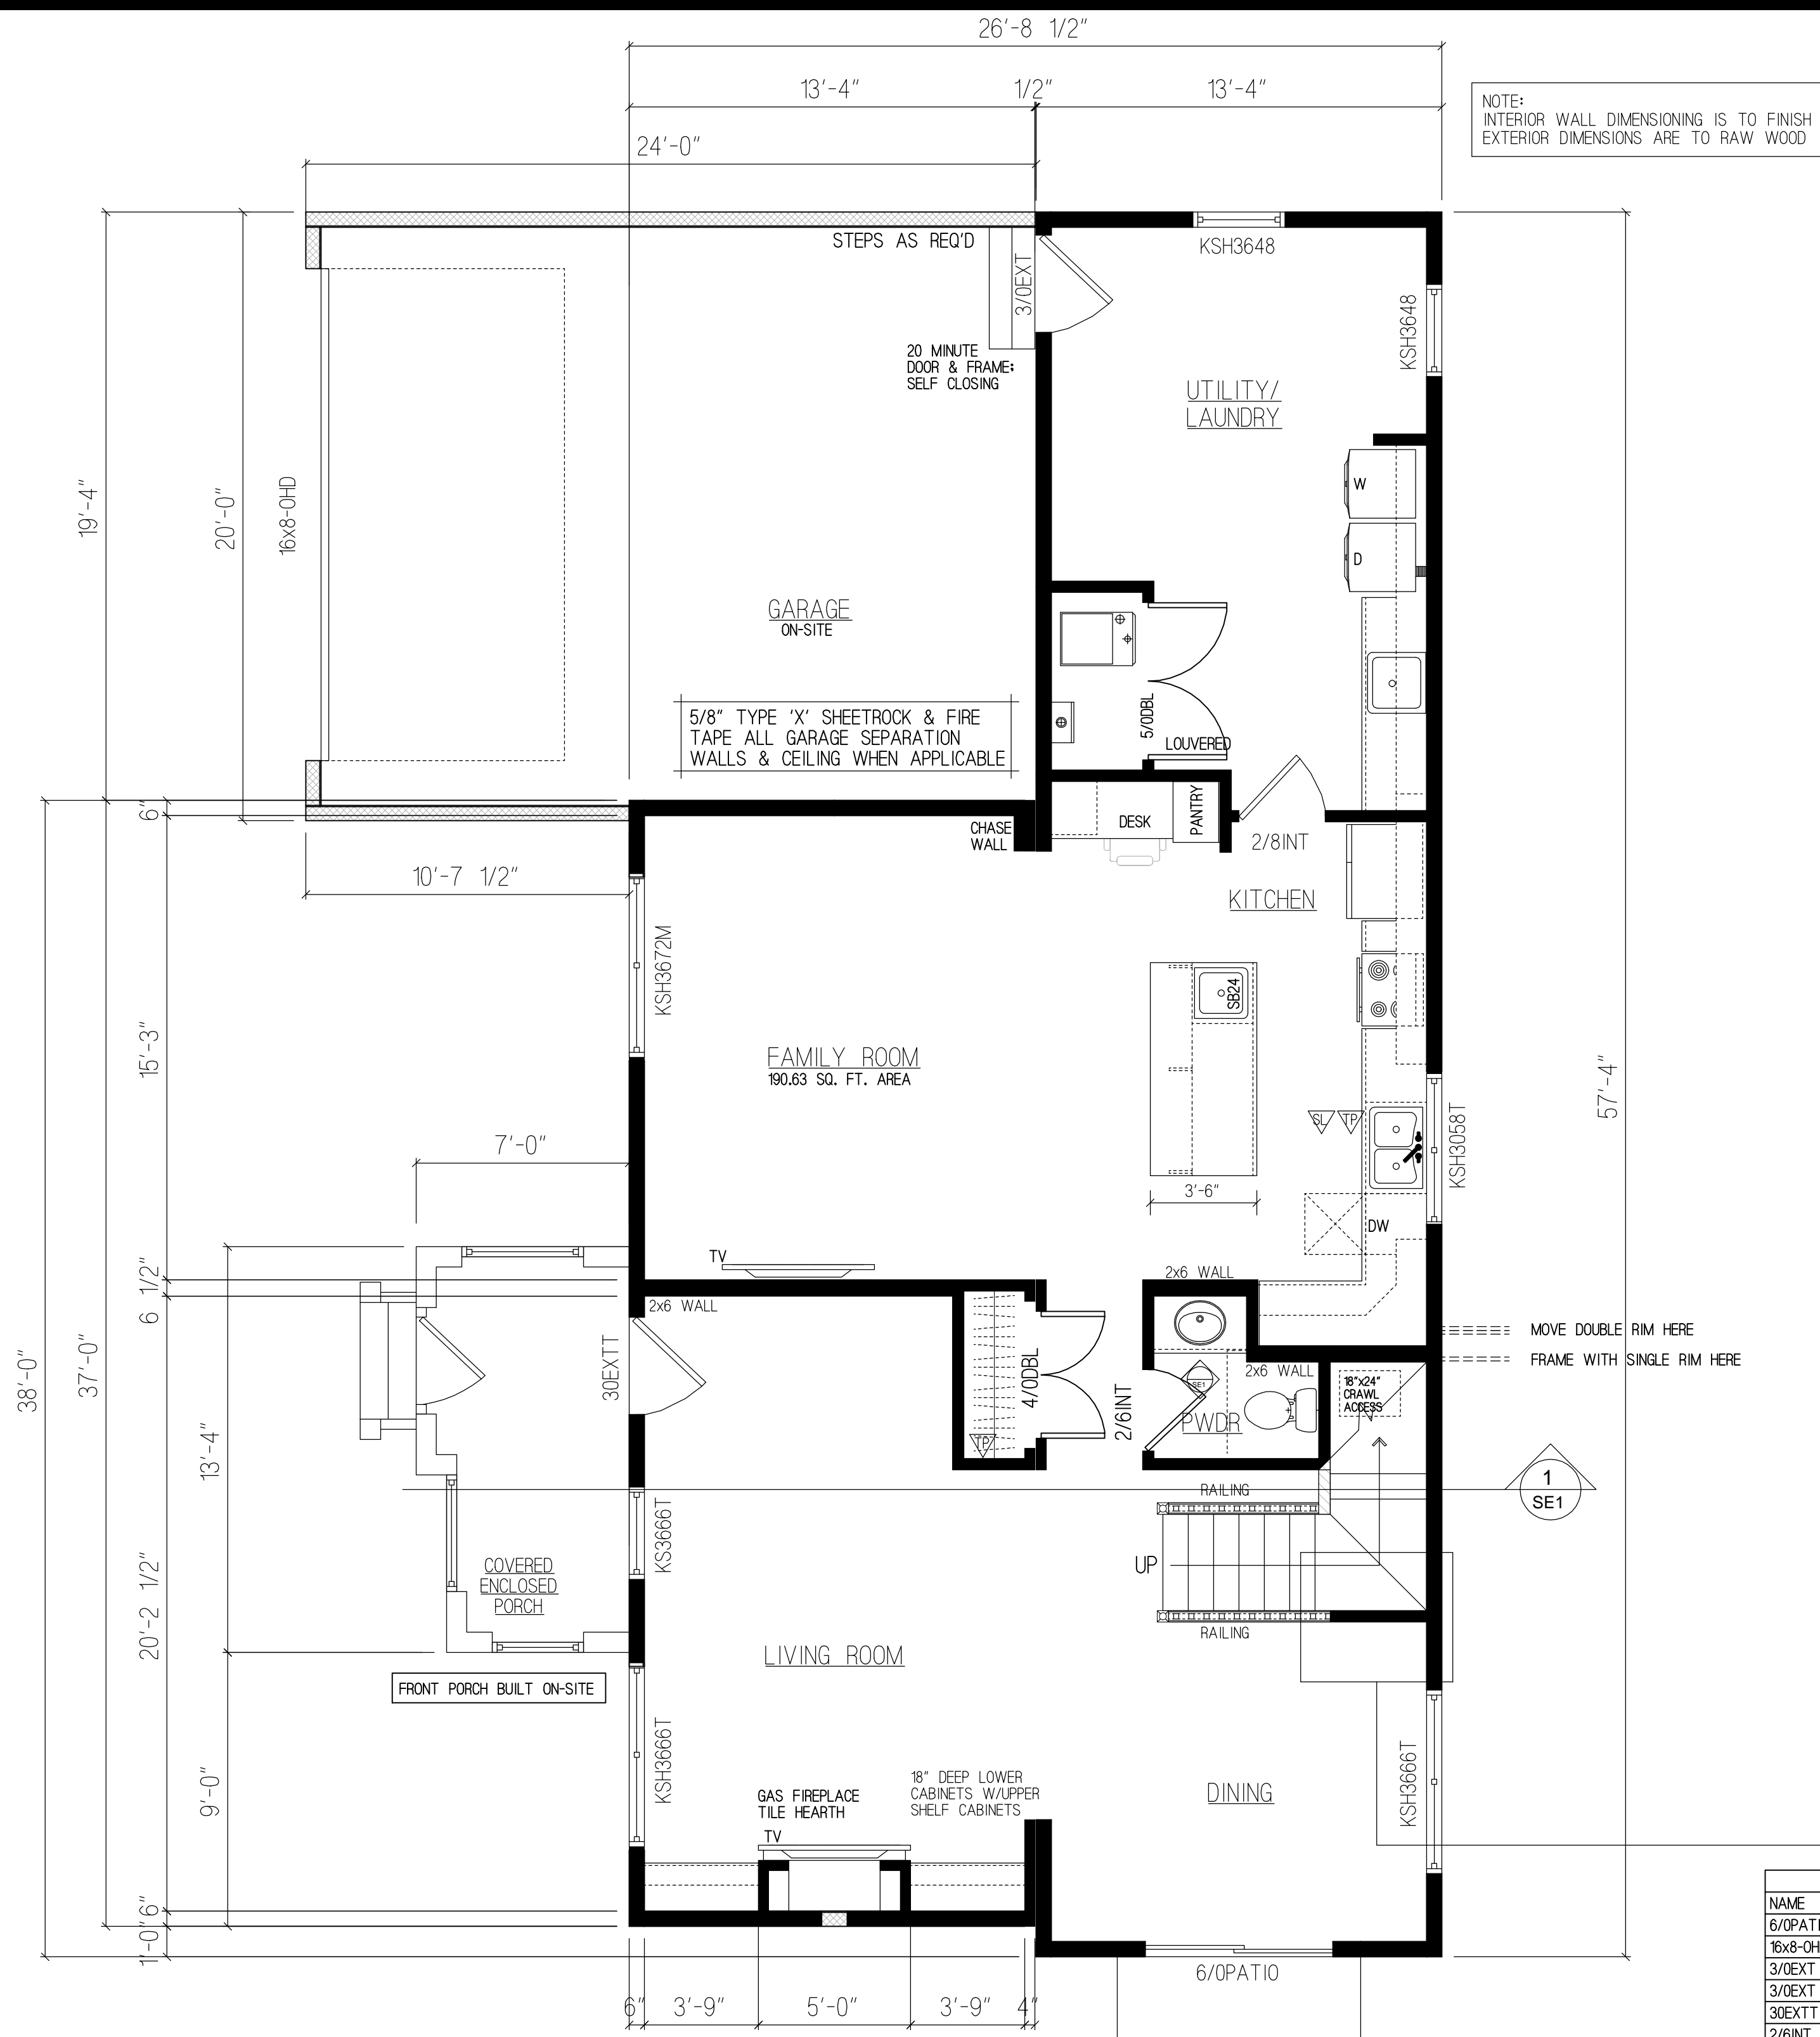 26'-8 1/2"
13'-4"
1/2"
13'-4"
24'-0"
NOTE:
INTERIOR WALL DIMENSIONING IS TO FINISH
EXTERIOR DIMENSIONS ARE TO RAW WOOD
STEPS AS REQ'D
3/0EXT
KSH3648
KSH3648
20 MINUTE
DOOR & FRAME;
SELF CLOSING
UTILITY/
LAUNDRY
W
D
19'-4"
20'-0"
16x8-OHD
GARAGE
ON-SITE
5/8" TYPE 'X' SHEETROCK & FIRE
TAPE ALL GARAGE SEPARATION
WALLS & CEILING WHEN APPLICABLE
5/0DBL
LOUVERED
6"
CHASE
WALL
DESK
PANTRY
2/8INT
10'-7 1/2"
KITCHEN
KSH3672M
SB24
15'-3"
FAMILY ROOM
190.63 SQ. FT. AREA
57'-4"
SL
TP
KSH3058T
7'-0"
3'-6"
DW
TV
6 1/2"
2x6 WALL
2x6 WALL
MOVE DOUBLE RIM HERE
FRAME WITH SINGLE RIM HERE
38'-0"
37'-0"
30EXTT
4/0DBL
2/6INT
SE1
2x6 WALL
18"x24"
CRAWL
ACCESS
PWDR
TP
13'-4"
RAILING
1
SE1
KS3666T
UP
COVERED
ENCLOSED
PORCH
20'-2 1/2"
RAILING
LIVING ROOM
FRONT PORCH BUILT ON-SITE
KSH3666T
9'-0"
GAS FIREPLACE
TILE HEARTH
18" DEEP LOWER
CABINETS W/UPPER
SHELF CABINETS
DINING
KSH3666T
TV
6"
1'-0"
6/0PATIO
6"
3'-9"
5'-0"
3'-9"
4"
NAME
6/0PATI
16x8-OH
3/0EXT
3/0EXT
30EXTT
2/6INT